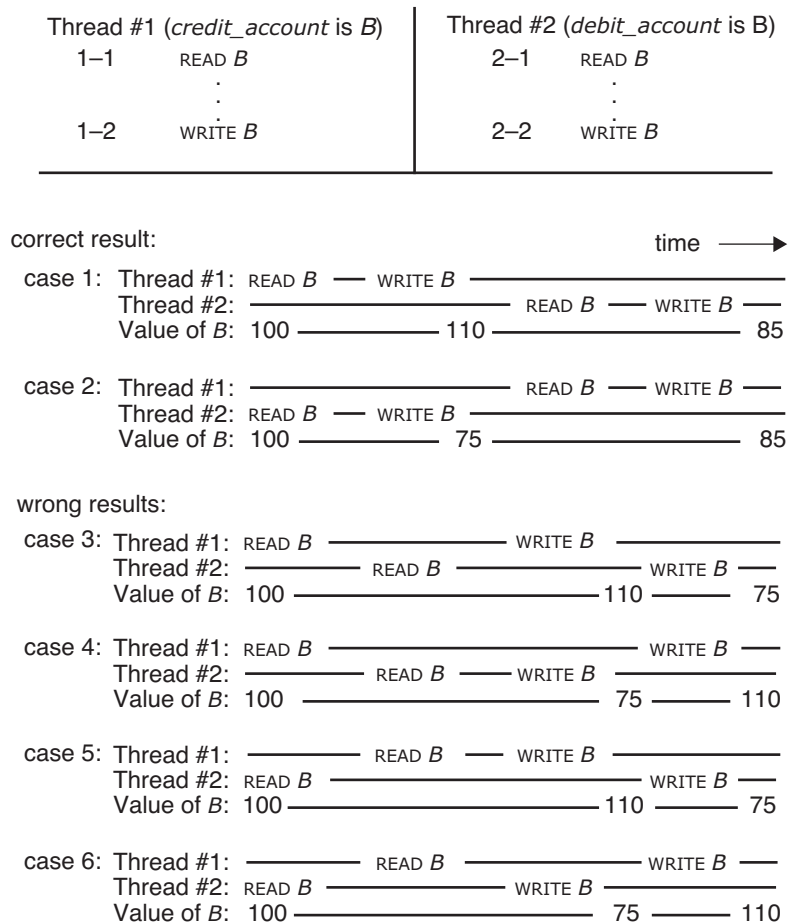 Thread #1 (credit_account is B)
1–1 READ B
.
.
.
1–2 WRITE B
Thread #2 (debit_account is B)
2–1 READ B
.
.
.
2–2 WRITE B
correct result:
time
case 1: Thread #1: READ B WRITE B
Thread #2: READ B WRITE B
Value of B: 100 110 85
case 2: Thread #1: READ B WRITE B
Thread #2: READ B WRITE B
Value of B: 100 75 85
wrong results:
case 3: Thread #1: READ B WRITE B
Thread #2: READ B WRITE B
Value of B: 100 110 75
case 4: Thread #1: READ B WRITE B
Thread #2: READ B WRITE B
Value of B: 100 75 110
case 5: Thread #1: READ B WRITE B
Thread #2: READ B WRITE B
Value of B: 100 110 75
case 6: Thread #1: READ B WRITE B
Thread #2: READ B WRITE B
Value of B: 100 75 110